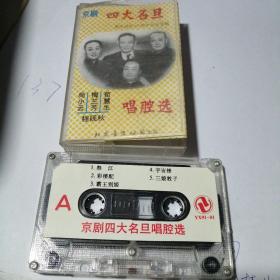 京剧 四大名旦
尚小云
梅兰芳
荀慧生
程砚秋
唱腔选
A
1.祭江
2.彩楼配
3.霸王别姬
4.宇宙锋
5.三娘教子
京剧四大名旦唱腔选